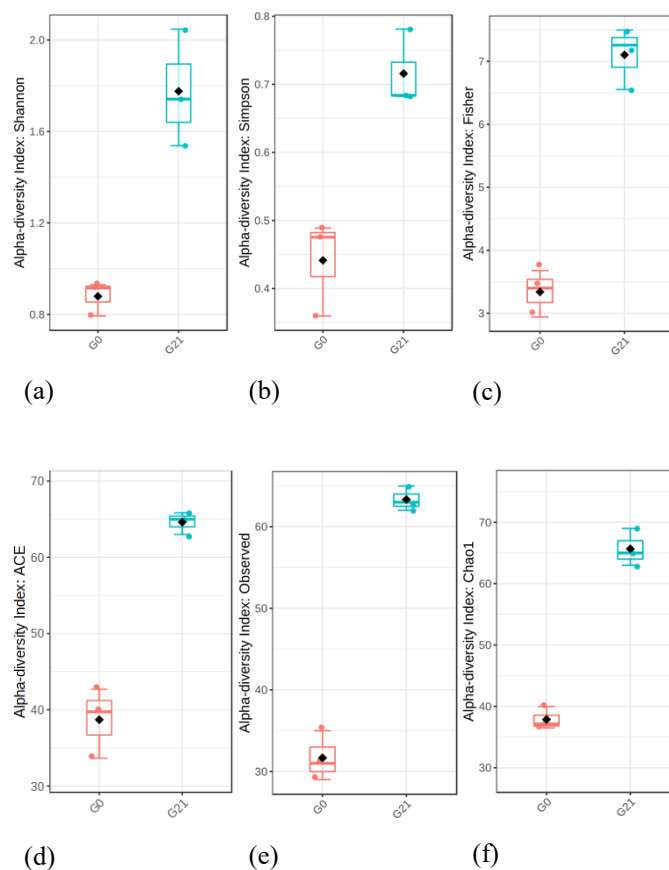 Alpha-diversity Index: Shannon
2.0
1.6
1.2
0.8
G0
G21
(a)
Alpha-diversity Index: Simpson
0.8
0.7
0.6
0.5
0.4
G0
G21
(b)
Alpha-diversity Index: Fisher
7
6
5
4
3
G0
G21
(c)
Alpha-diversity Index: ACE
70
60
50
40
30
G0
G21
(d)
Alpha-diversity Index: Observed
60
50
40
30
G0
G21
(e)
Alpha-diversity Index: Chao1
70
60
50
40
30
G0
G21
(f)